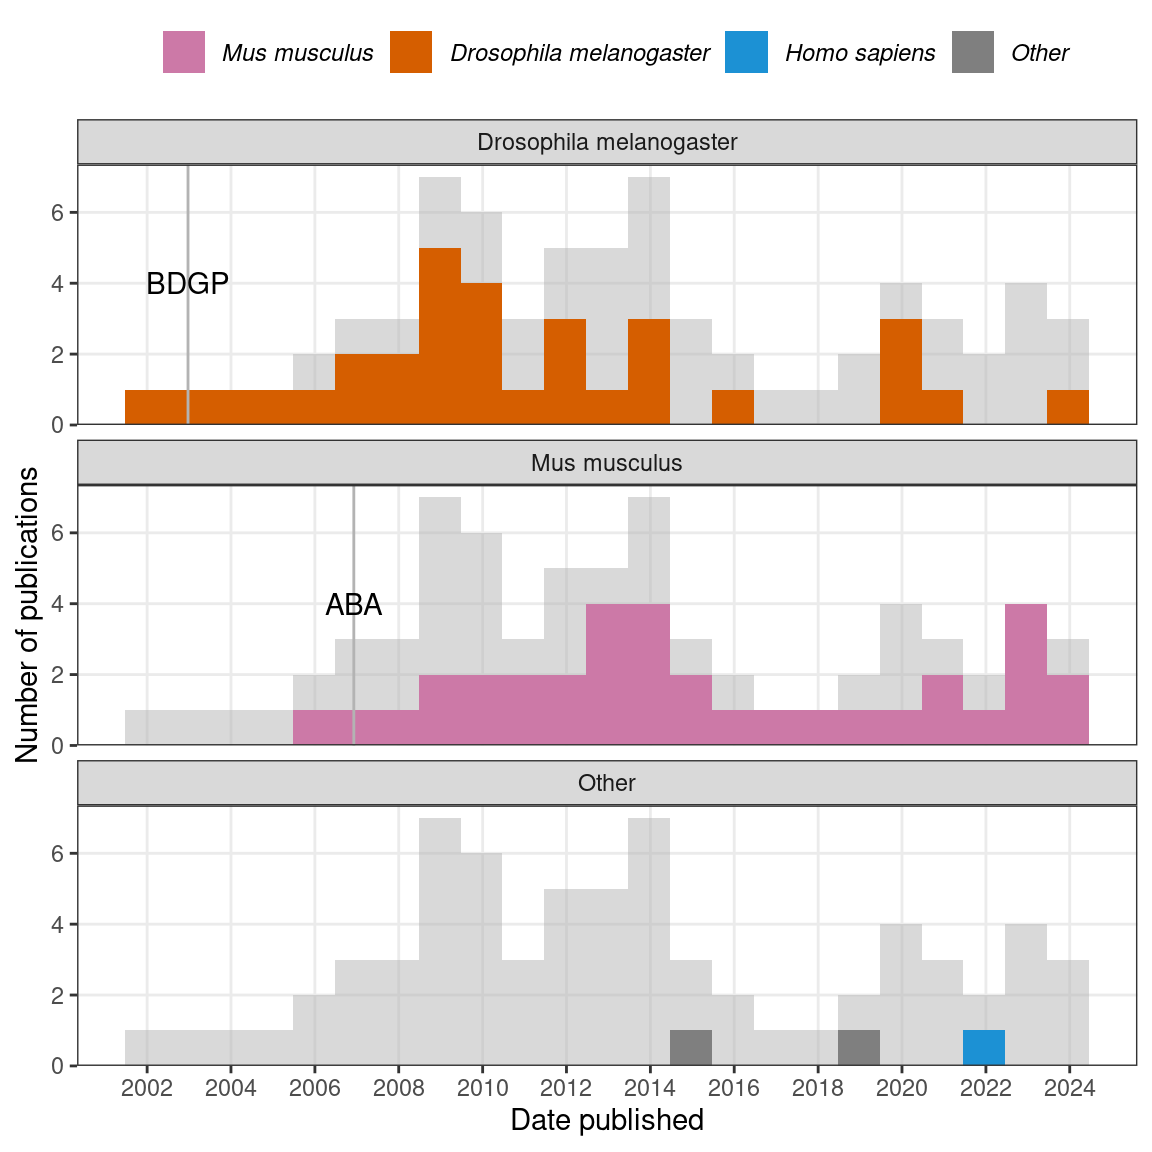 Mus musculus Drosophila melanogaster Homo sapiens Other
Drosophila melanogaster
6
4
2
0
BDGP
Mus musculus
6
4
2
0
ABA
Number of publications
Other
6
4
2
0
2002 2004 2006 2008 2010 2012 2014 2016 2018 2020 2022 2024
Date published